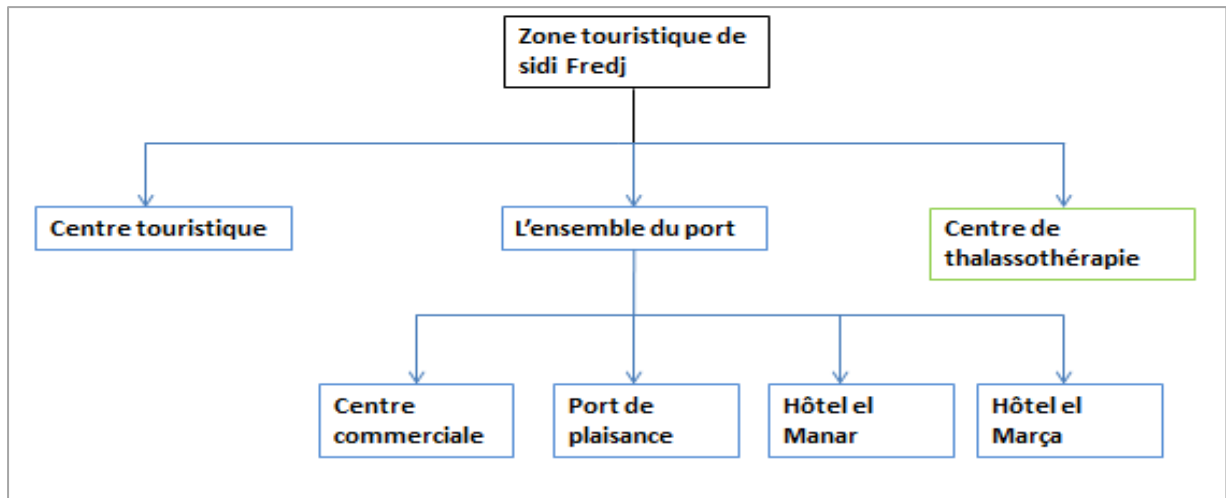 Zone touristique de
sidi Fredj
Centre touristique
L'ensemble du port
Centre de
thalassothérapie
Centre
commerciale
Port de
plaisance
Hôtel el
Manar
Hôtel el
Març̧a